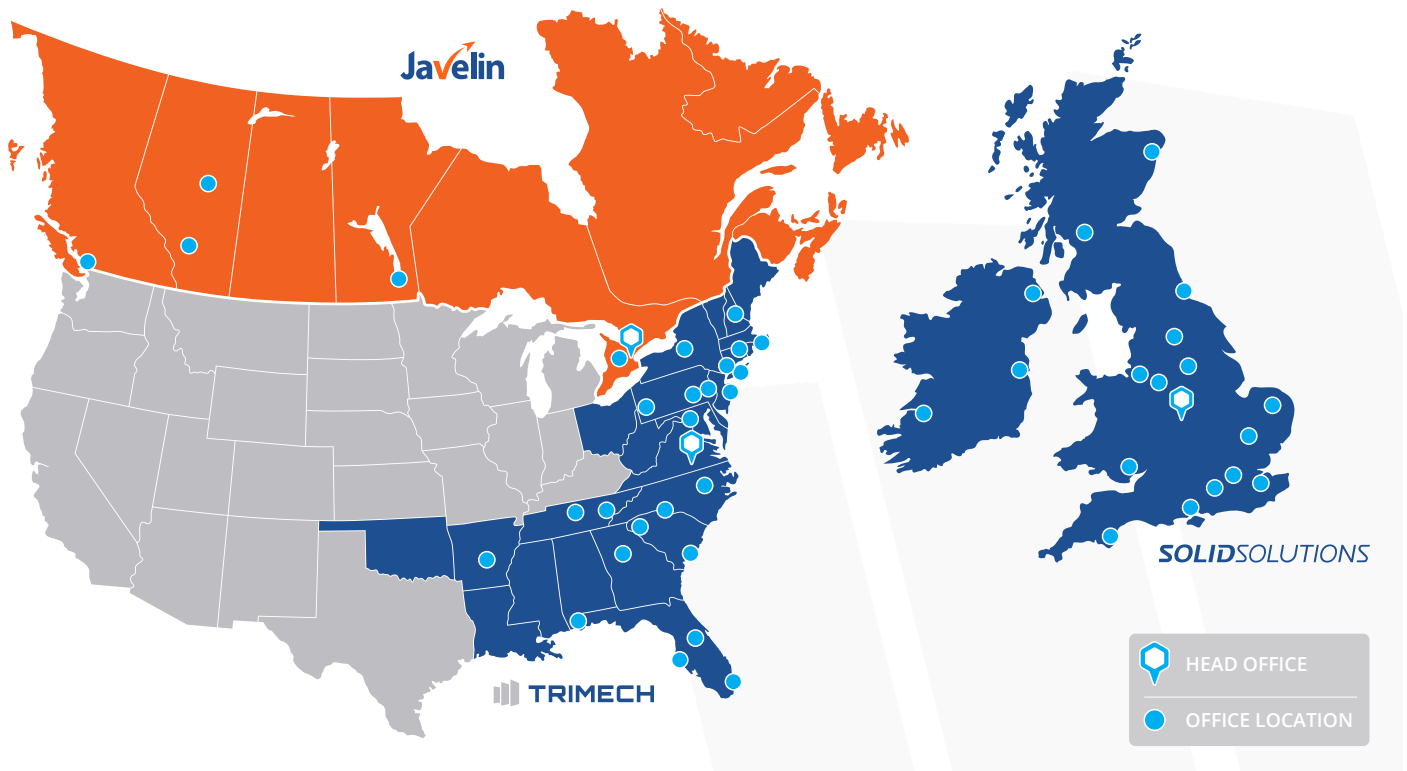 Javelin
SOLIDSOLUTIONS
TRIMECH
HEAD OFFICE
OFFICE LOCATION